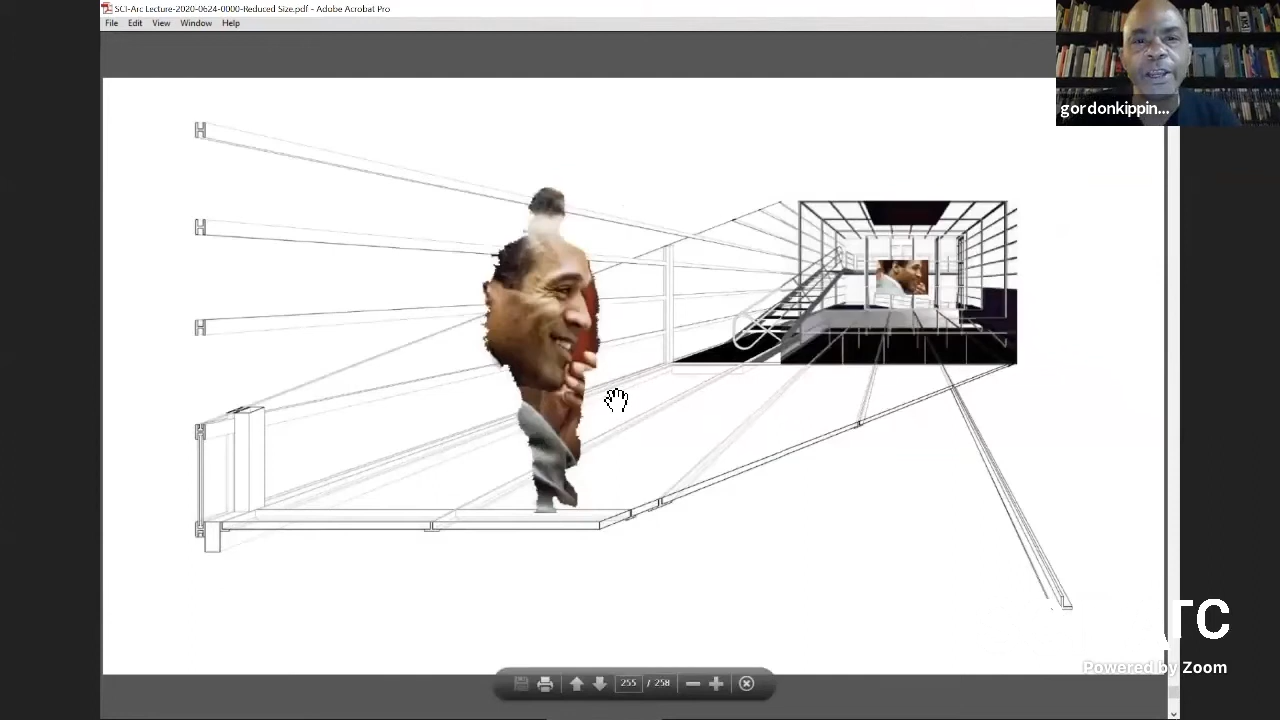 SCI-Arc Lecture-2020-0624-0000-Reduced Size.pdf - Adobe Acrobat Pro
File Edit View Window Help
gordonkippin...
255 / 258
Powered by Zoom